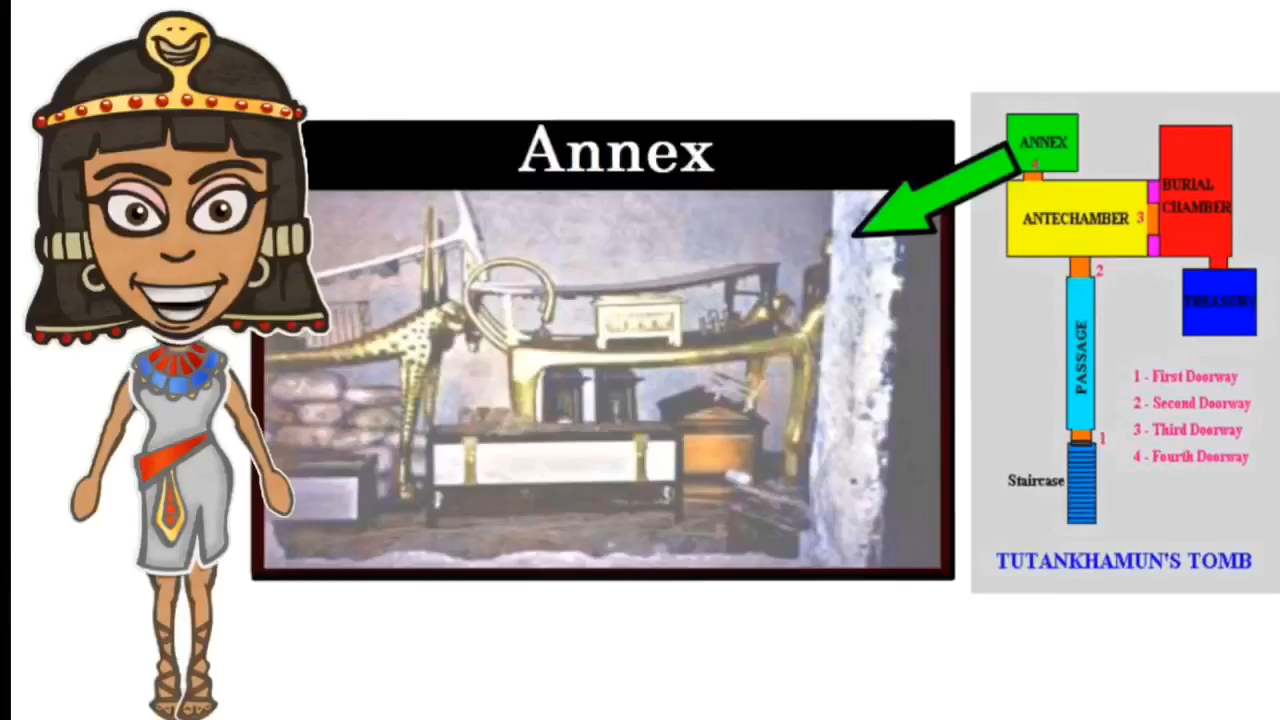 Annex
ANNEX
4
BURIAL
CHAMBER
ANTECHAMBER 3
2
TREASURY
PASSAGE
1 - First Doorway
2 - Second Doorway
3 - Third Doorway
1
4 - Fourth Doorway
Staircase
TUTANKHAMUN'S TOMB